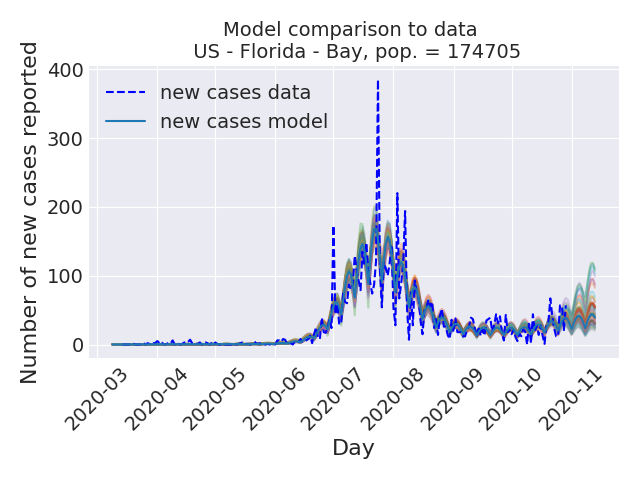 Model comparison to data
US - Florida - Bay, pop. = 174705
Number of new cases reported
400
300
200
100
0
new cases data
new cases model
2020-03
2020-04
2020-05
2020-06
2020-07
2020-08
2020-09
2020-10
2020-11
Day